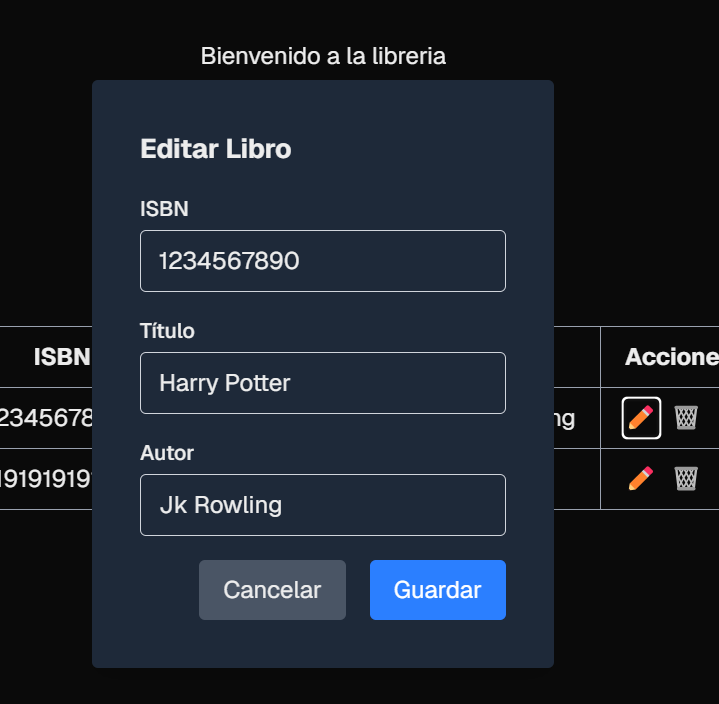 Bienvenido a la libreria
Editar Libro
ISBN
1234567890
Título
Harry Potter
Autor
Jk Rowling
Cancelar Guardar
ISBN Accione
2345678 ng
19191919